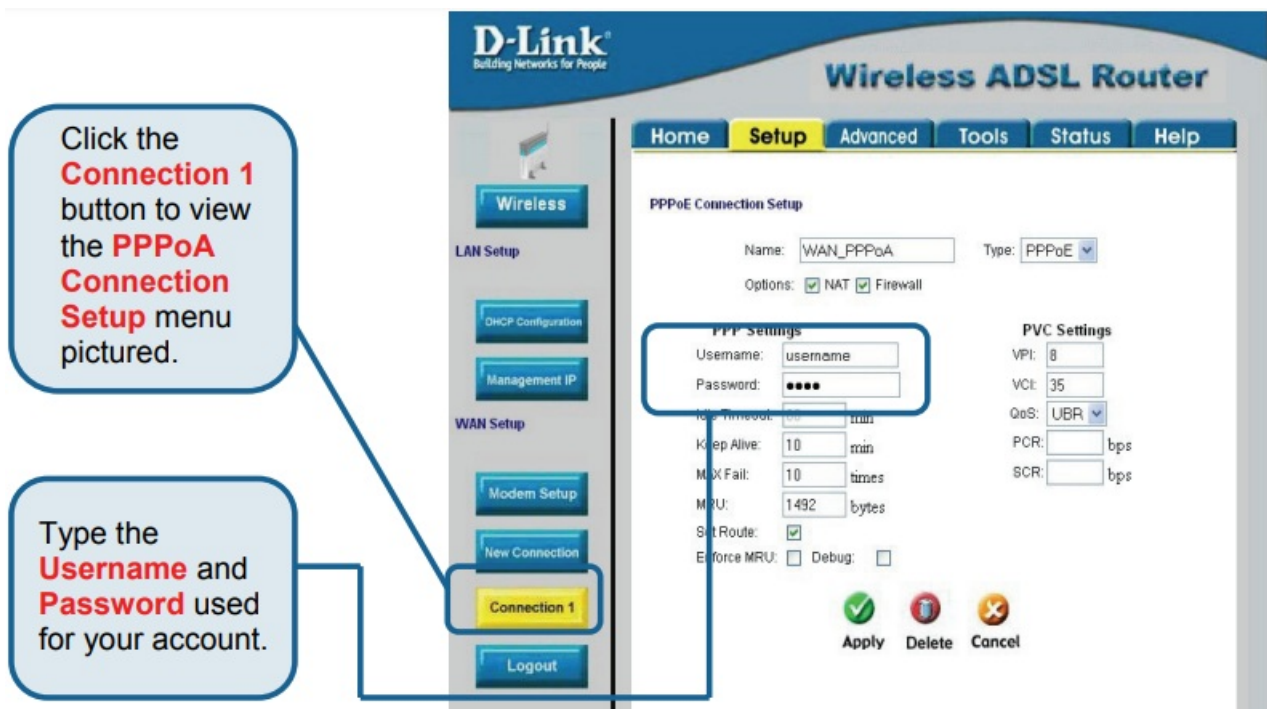 D-Link
Building Networks for People
Wireless ADSL Router
Click the
Connection 1
button to view
the PPPoA
Connection
Setup menu
pictured.
Type the
Username and
Password used
for your account.
Home Setup Advanced Tools Status Help
Wireless
LAN Setup
DHCP Configuration
Management IP
WAN Setup
Modem Setup
New Connection
Connection 1
Logout
PPPoE Connection Setup
Name: WAN_PPPoA Type: PPPoE
Options: NAT Firewall
PPP Settings PVC Settings
Username: username VPI: 8
Password: •••• VCI: 35
Idle Timeout: min QoS: UBR
Keep Alive: 10 min PCR: bps
MAX Fail: 10 times SCR: bps
MRU: 1492 bytes
Set Route:
Enforce MRU: Debug:
Apply Delete Cancel